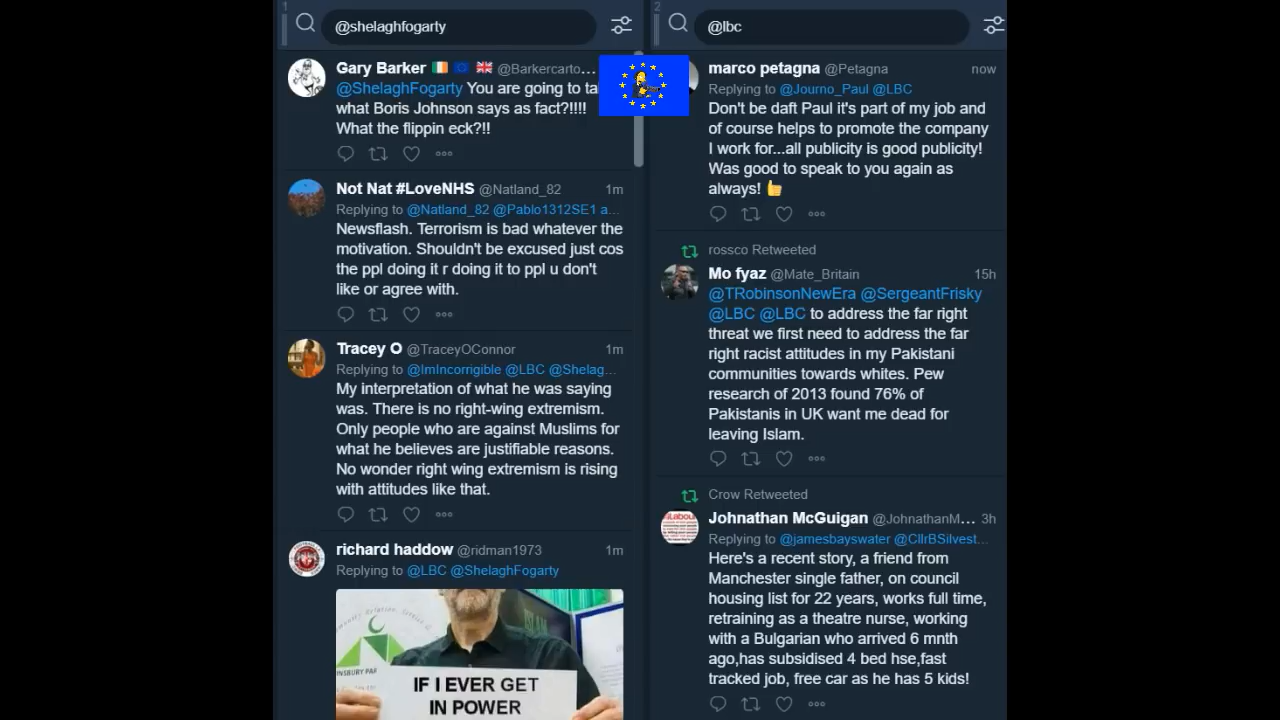 1
@shelaghfogarty
Gary Barker @Barkercarto...
@ShelaghFogarty You are going to ta
what Boris Johnson says as fact?!!!!
What the flippin eck?!!
Not Nat #LoveNHS @Natland_82 1m
Replying to @Natland_82 @Pablo1312SE1 a...
Newsflash. Terrorism is bad whatever the
motivation. Shouldn't be excused just cos
the ppl doing it r doing it to ppl u don't
like or agree with.
Tracey O @TraceyOConnor 1m
Replying to @ImIncorrigible @LBC @Shelag...
My interpretation of what he was saying
was. There is no right-wing extremism.
Only people who are against Muslims for
what he believes are justifiable reasons.
No wonder right wing extremism is rising
with attitudes like that.
richard haddow @ridman1973 1m
Replying to @LBC @ShelaghFogarty
ISLAM
NSBURY PAR
IF I EVER GET
IN POWER
2
@lbc
marco petagna @Petagna now
Replying to @Journo_Paul @LBC
Don't be daft Paul it's part of my job and
of course helps to promote the company
I work for...all publicity is good publicity!
Was good to speak to you again as
always! 👍
rossco Retweeted
Mo fyaz @Mate_Britain 15h
@TRobinsonNewEra @SergeantFrisky
@LBC @LBC to address the far right
threat we first need to address the far
right racist attitudes in my Pakistani
communities towards whites. Pew
research of 2013 found 76% of
Pakistanis in UK want me dead for
leaving Islam.
Crow Retweeted
Johnathan McGuigan @JohnathanM... 3h
Replying to @jamesbayswater @CllrBSilvest...
Here's a recent story, a friend from
Manchester single father, on council
housing list for 22 years, works full time,
retraining as a theatre nurse, working
with a Bulgarian who arrived 6 mnth
ago,has subsidised 4 bed hse,fast
tracked job, free car as he has 5 kids!